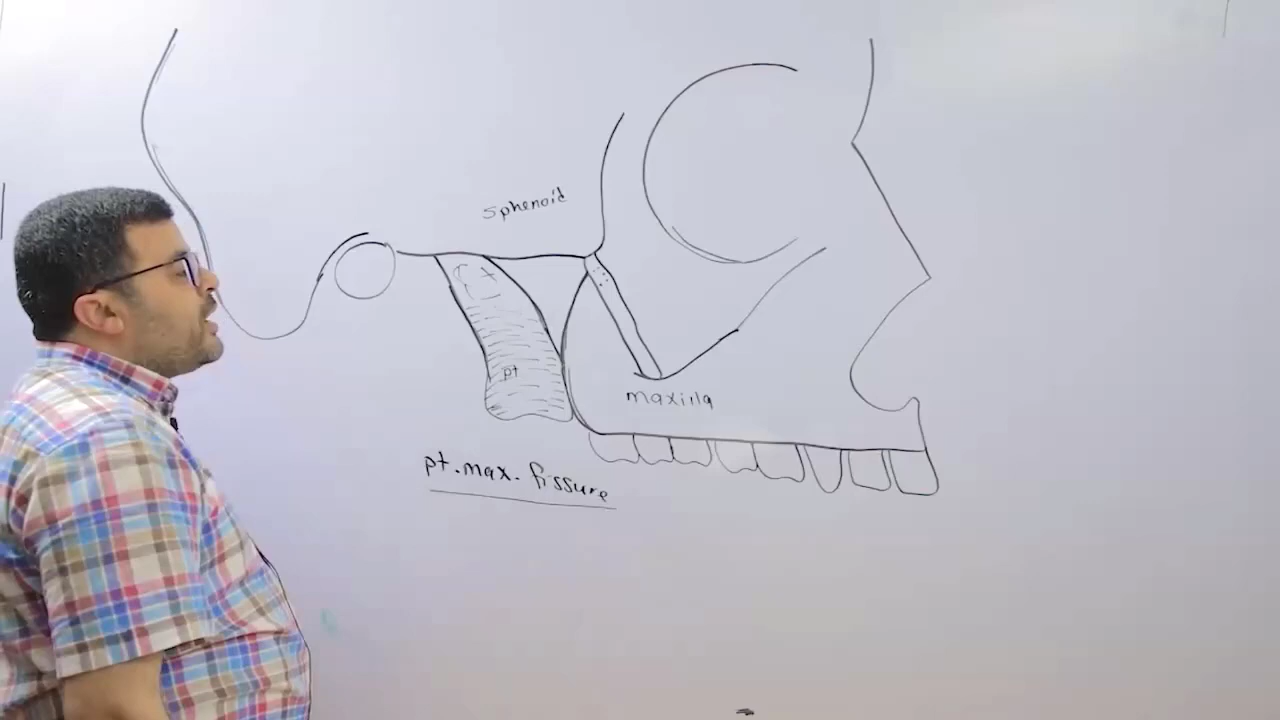 sphenoid
pt
maxilla
pt. max. fissure